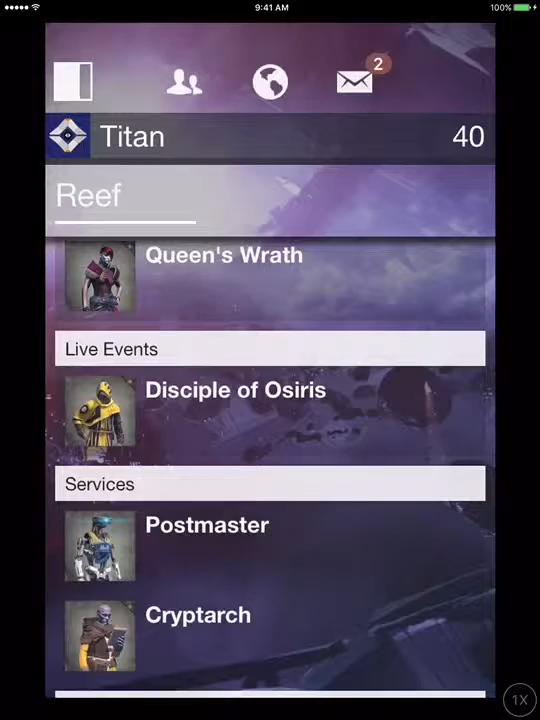 9:41 AM
100%
2
Titan
40
Reef
Queen's Wrath
Live Events
Disciple of Osiris
Services
Postmaster
Cryptarch
1X